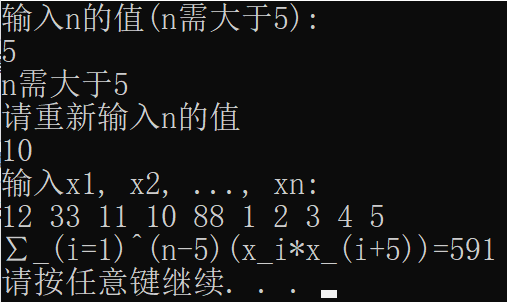 输入n的值(n需大于5):
5
n需大于5
请重新输入n的值
10
输入x1, x2, ..., xn:
12 33 11 10 88 1 2 3 4 5
∑_(i=1)^(n-5)(x_i*x_(i+5))=591
请按任意键继续. . .